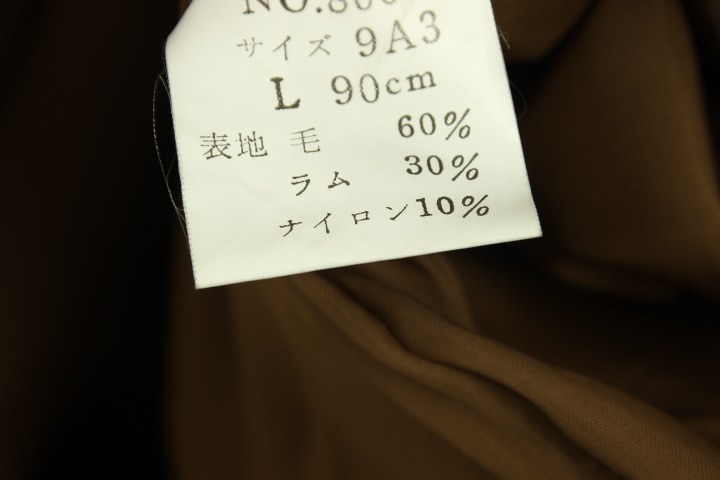 サイズ 9A3
L 90cm
表地 毛 60%
ラム 30%
ナイロン10%